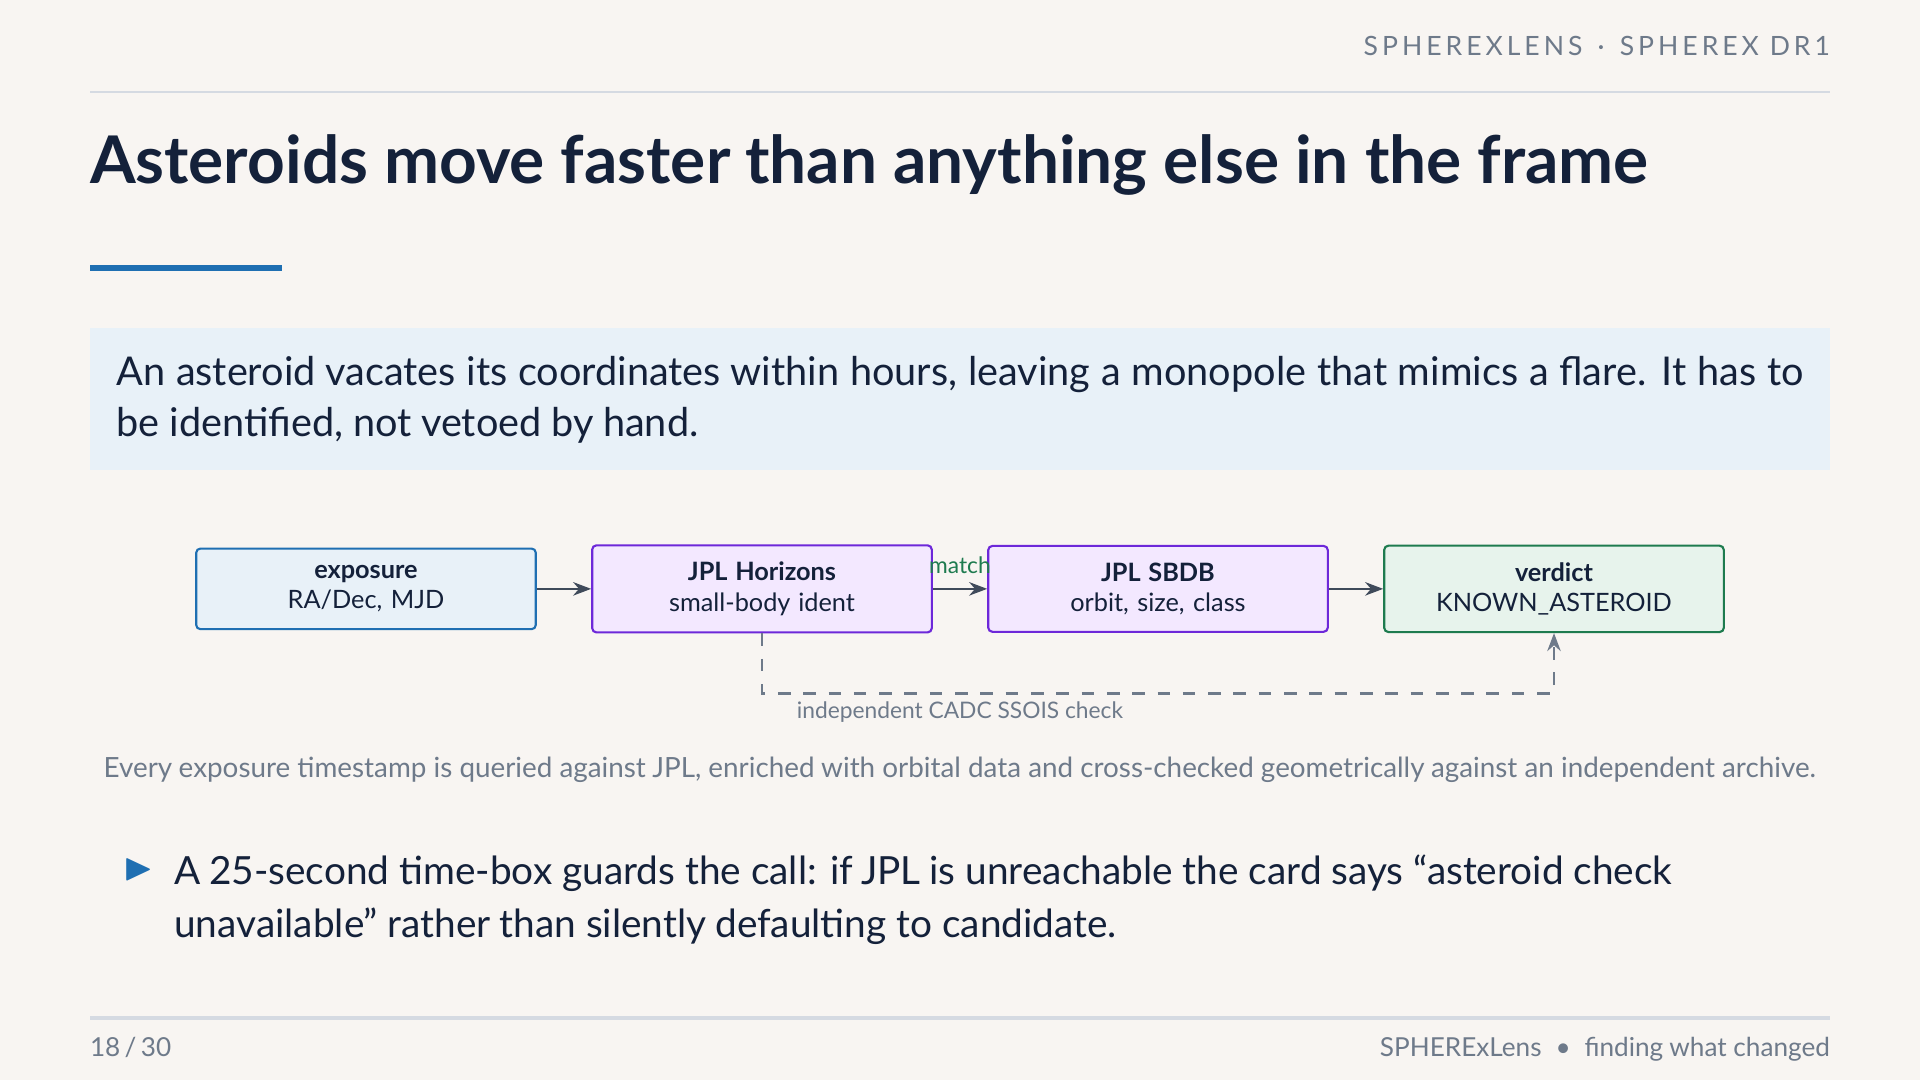 SPHEREXLENS · SPHEREX DR1
Asteroids move faster than anything else in the frame
An asteroid vacates its coordinates within hours, leaving a monopole that mimics a flare. It has to
be identified, not vetoed by hand.
exposure
RA/Dec, MJD
JPL Horizons
small-body ident
match
JPL SBDB
orbit, size, class
verdict
KNOWN_ASTEROID
independent CADC SSOIS check
Every exposure timestamp is queried against JPL, enriched with orbital data and cross-checked geometrically against an independent archive.
A 25-second time-box guards the call: if JPL is unreachable the card says “asteroid check
unavailable” rather than silently defaulting to candidate.
18 / 30
SPHERExLens • finding what changed